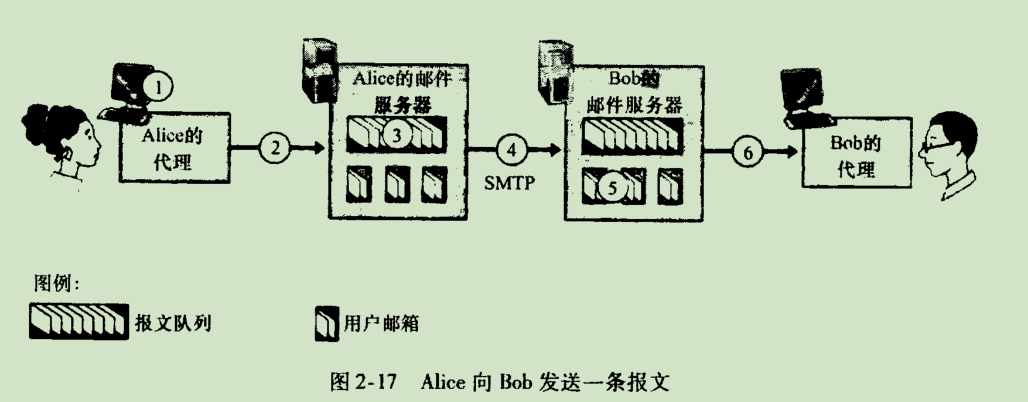 Alice的邮件
服务器
Bob的
邮件服务器
①
Alice的
代理
②
③
④
SMTP
⑤
⑥
Bob的
代理
图例：
报文队列
用户邮箱
图2-17 Alice 向 Bob 发送一条报文